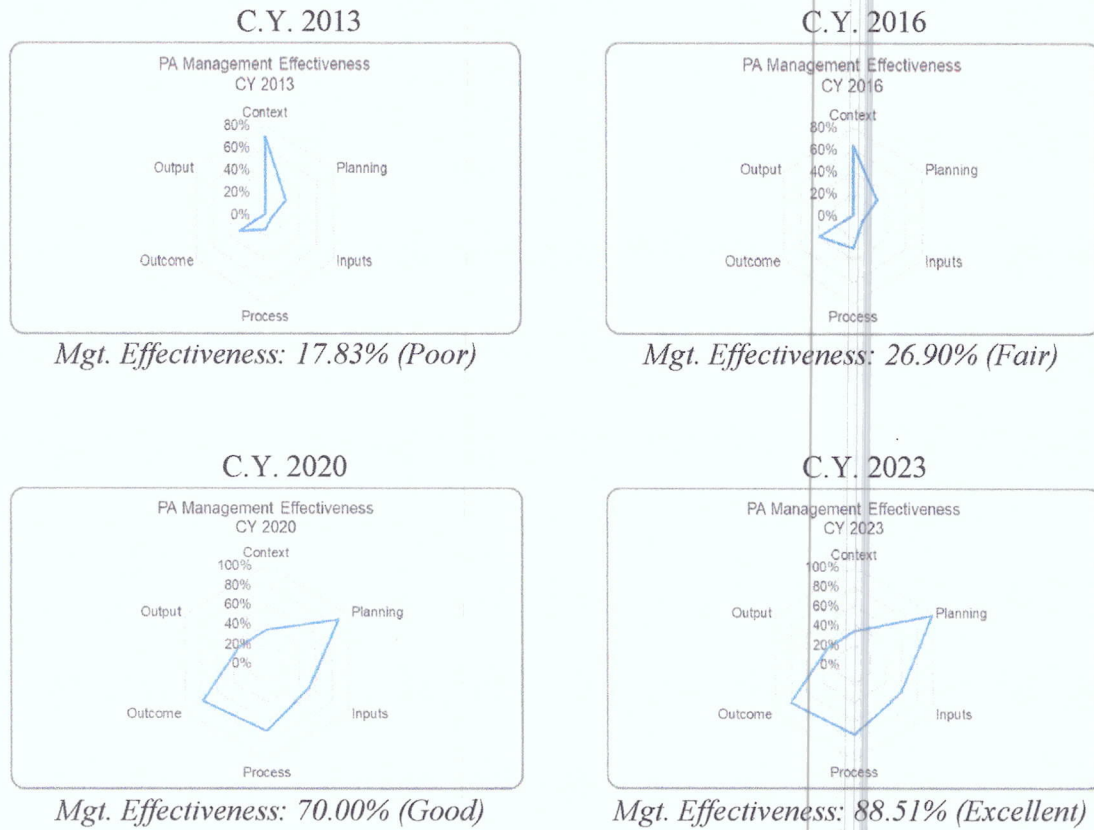 C.Y. 2013
PA Management Effectiveness
CY 2013
Context
80%
60%
Output
Planning
40%
20%
0%
Outcome
Inputs
Process
Mgt. Effectiveness: 17.83% (Poor)
C.Y. 2016
PA Management Effectiveness
CY 2016
Context
80%
60%
Output
Planning
40%
20%
0%
Outcome
Inputs
Process
Mgt. Effectiveness: 26.90% (Fair)
C.Y. 2020
PA Management Effectiveness
CY 2020
Context
100%
80%
60%
Output
Planning
40%
20%
0%
Outcome
Inputs
Process
Mgt. Effectiveness: 70.00% (Good)
C.Y. 2023
PA Management Effectiveness
CY 2023
Context
100%
80%
60%
Output
Planning
40%
20%
0%
Outcome
Inputs
Process
Mgt. Effectiveness: 88.51% (Excellent)